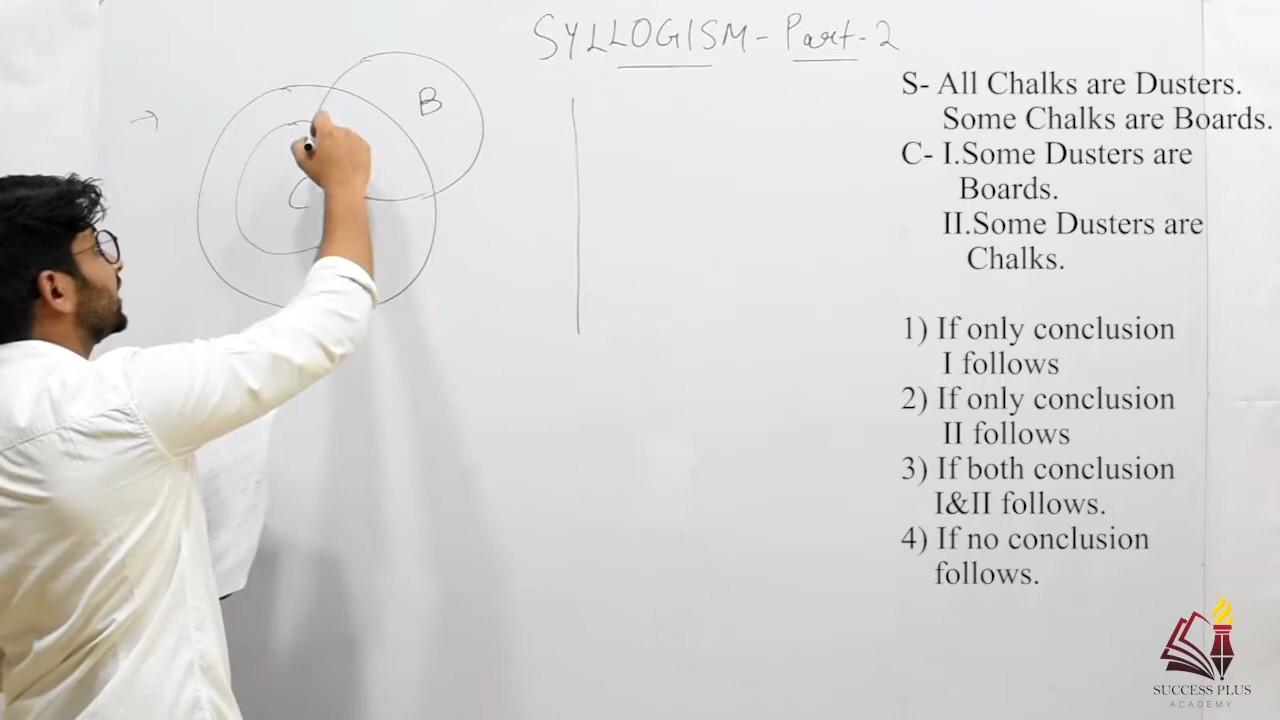 SYLLOGISM - Part - 2
B
C
S- All Chalks are Dusters.
Some Chalks are Boards.
C- I.Some Dusters are
Boards.
II.Some Dusters are
Chalks.
1) If only conclusion
I follows
2) If only conclusion
II follows
3) If both conclusion
I&II follows.
4) If no conclusion
follows.
SUCCESS PLUS
ACADEMY